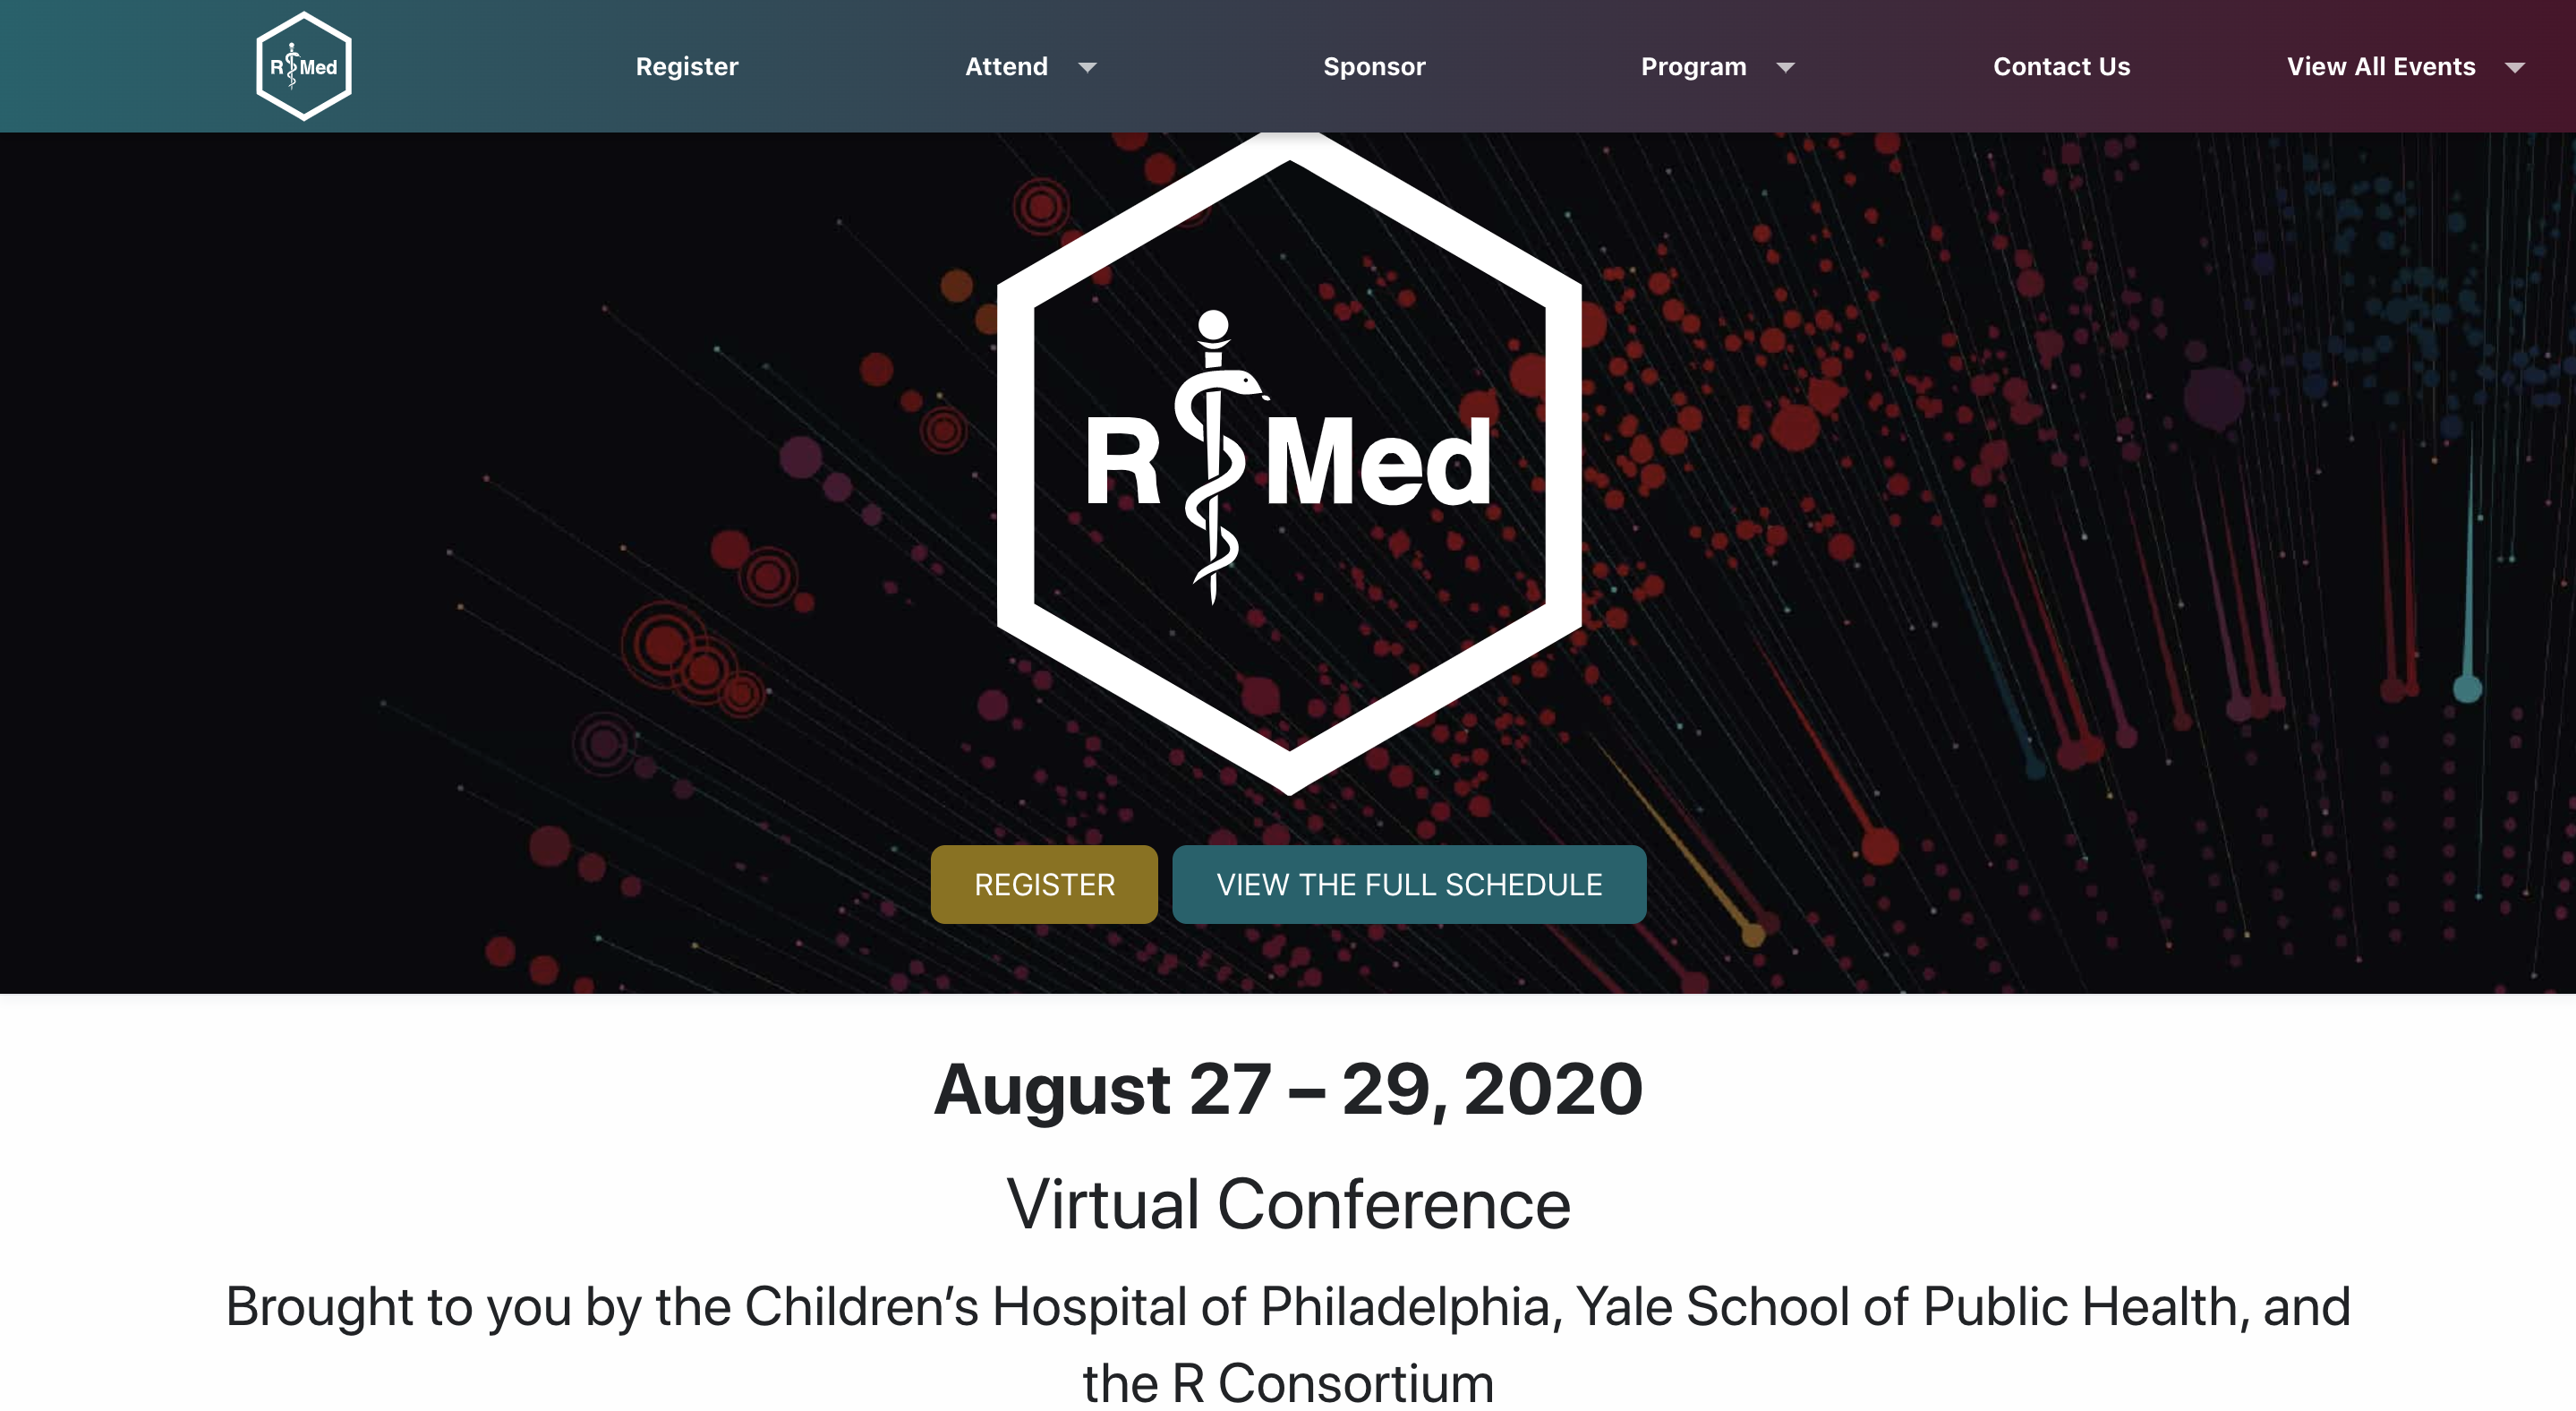 R Med
Register
Attend
Sponsor
Program
Contact Us
View All Events
R Med
REGISTER
VIEW THE FULL SCHEDULE
August 27 – 29, 2020
Virtual Conference
Brought to you by the Children’s Hospital of Philadelphia, Yale School of Public Health, and
the R Consortium